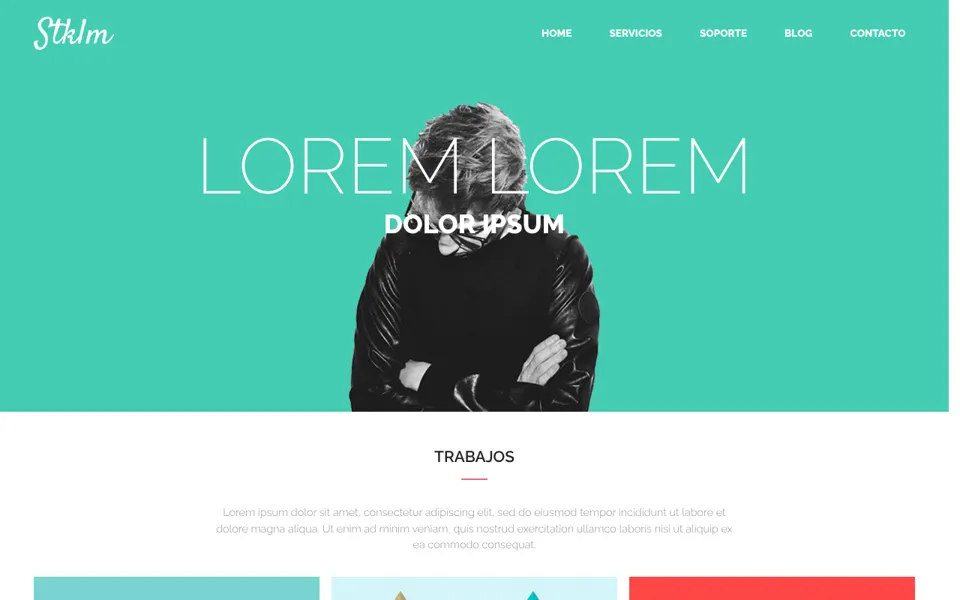 Stklm
HOME SERVICIOS SOPORTE BLOG CONTACTO
LOREM LOREM
DOLOR IPSUM
TRABAJOS
Lorem ipsum dolor sit amet, consectetur adipiscing elit, sed do eiusmod tempor incididunt ut labore et
dolore magna aliqua. Ut enim ad minim veniam, quis nostrud exercitation ullamco laboris nisi ut aliquip ex
ea commodo consequat.